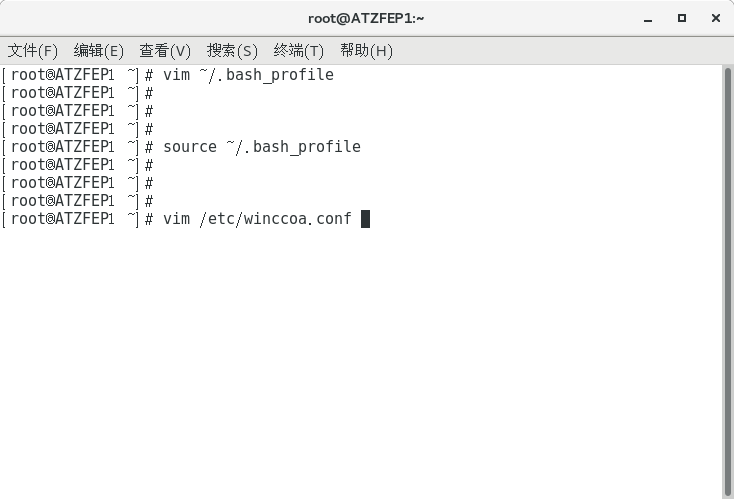 root@ATZFEP1:~
文件(F) 编辑(E) 查看(V) 搜索(S) 终端(T) 帮助(H)
[root@ATZFEP1 ~]# vim ~/.bash_profile
[root@ATZFEP1 ~]#
[root@ATZFEP1 ~]#
[root@ATZFEP1 ~]#
[root@ATZFEP1 ~]# source ~/.bash_profile
[root@ATZFEP1 ~]#
[root@ATZFEP1 ~]#
[root@ATZFEP1 ~]#
[root@ATZFEP1 ~]# vim /etc/winccoa.conf